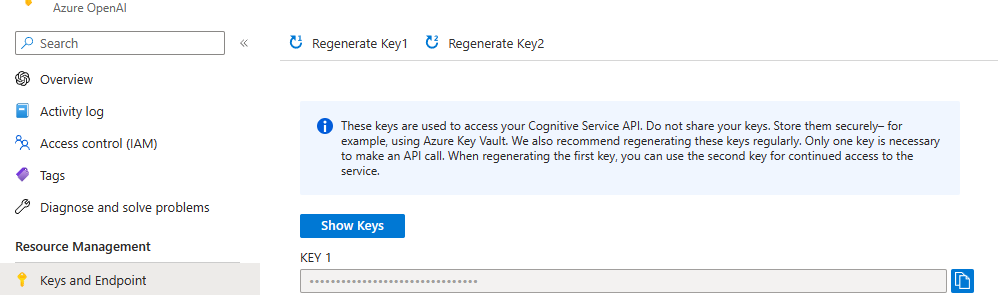 Azure OpenAI
Search
«
Regenerate Key1
Regenerate Key2
Overview
Activity log
Access control (IAM)
Tags
Diagnose and solve problems
Resource Management
Keys and Endpoint
These keys are used to access your Cognitive Service API. Do not share your keys. Store them securely– for
example, using Azure Key Vault. We also recommend regenerating these keys regularly. Only one key is necessary
to make an API call. When regenerating the first key, you can use the second key for continued access to the
service.
Show Keys
KEY 1
••••••••••••••••••••••••••••••••